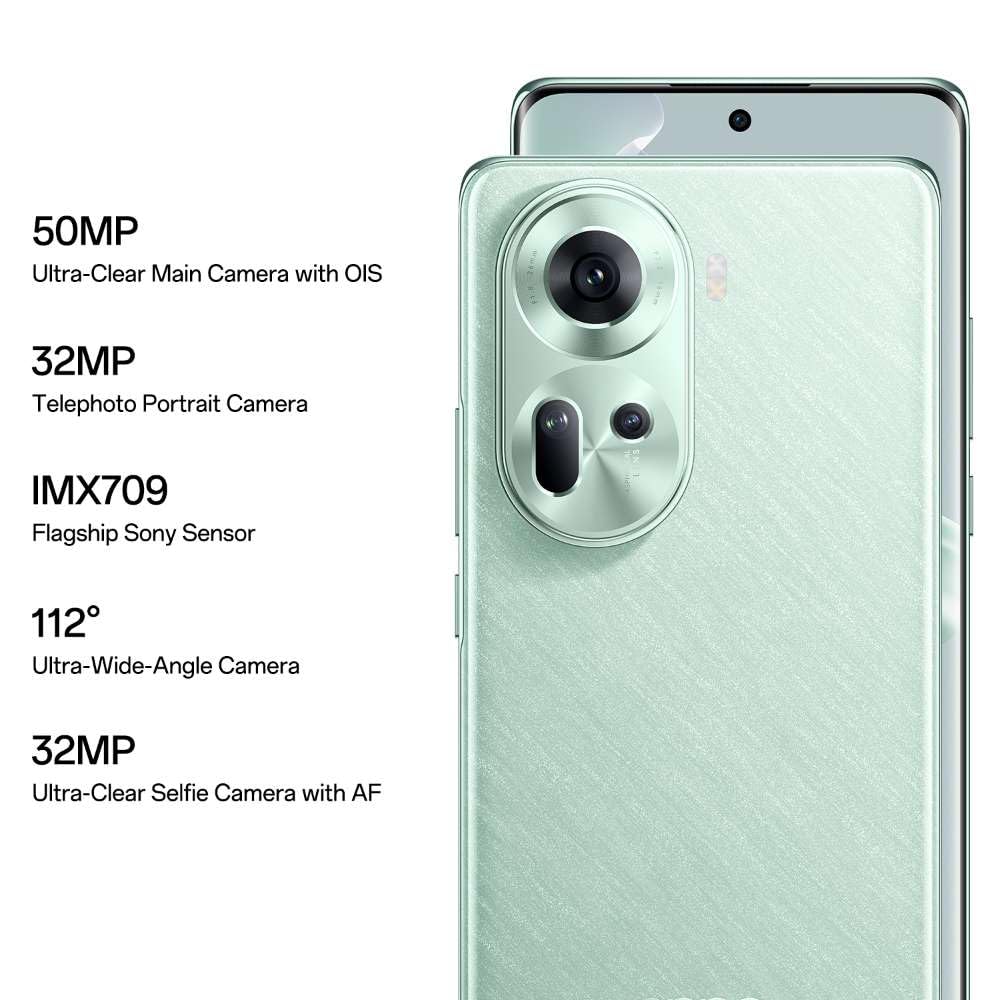 50MP
Ultra-Clear Main Camera with OIS
32MP
Telephoto Portrait Camera
IMX709
Flagship Sony Sensor
112°
Ultra-Wide-Angle Camera
32MP
Ultra-Clear Selfie Camera with AF